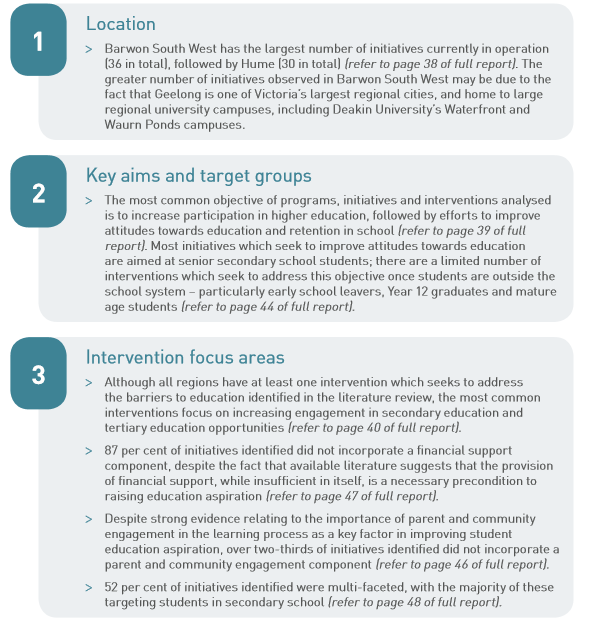 1
Location
> Barwon South West has the largest number of initiatives currently in operation
(36 in total), followed by Hume (30 in total) (refer to page 38 of full report). The
greater number of initiatives observed in Barwon South West may be due to the
fact that Geelong is one of Victoria's largest regional cities, and home to large
regional university campuses, including Deakin University's Waterfront and
Waurn Ponds campuses.
2
Key aims and target groups
> The most common objective of programs, initiatives and interventions analysed
is to increase participation in higher education, followed by efforts to improve
attitudes towards education and retention in school (refer to page 39 of full
report). Most initiatives which seek to improve attitudes towards education
are aimed at senior secondary school students; there are a limited number of
interventions which seek to address this objective once students are outside the
school system – particularly early school leavers, Year 12 graduates and mature
age students (refer to page 44 of full report).
3
Intervention focus areas
> Although all regions have at least one intervention which seeks to address
the barriers to education identified in the literature review, the most common
interventions focus on increasing engagement in secondary education and
tertiary education opportunities (refer to page 40 of full report).
> 87 per cent of initiatives identified did not incorporate a financial support
component, despite the fact that available literature suggests that the provision
of financial support, while insufficient in itself, is a necessary precondition to
raising education aspiration (refer to page 47 of full report).
> Despite strong evidence relating to the importance of parent and community
engagement in the learning process as a key factor in improving student
education aspiration, over two-thirds of initiatives identified did not incorporate a
parent and community engagement component (refer to page 46 of full report).
> 52 per cent of initiatives identified were multi-faceted, with the majority of these
targeting students in secondary school (refer to page 48 of full report).